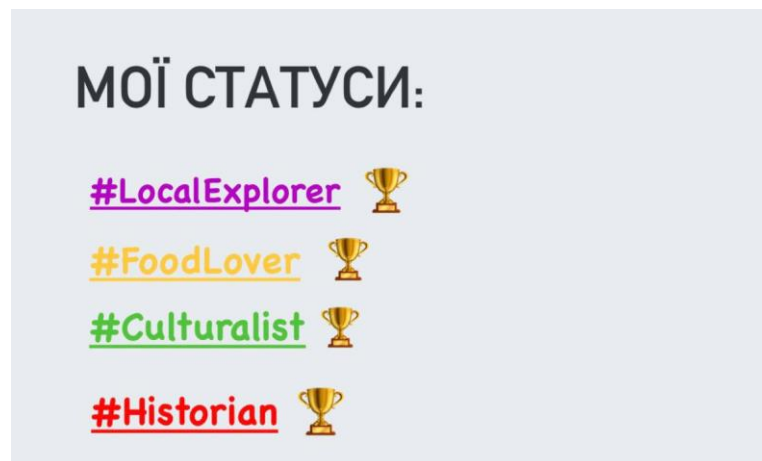 МОЇ СТАТУСИ:
#LocalExplorer 🏆
#FoodLover 🏆
#Culturalist 🏆
#Historian 🏆